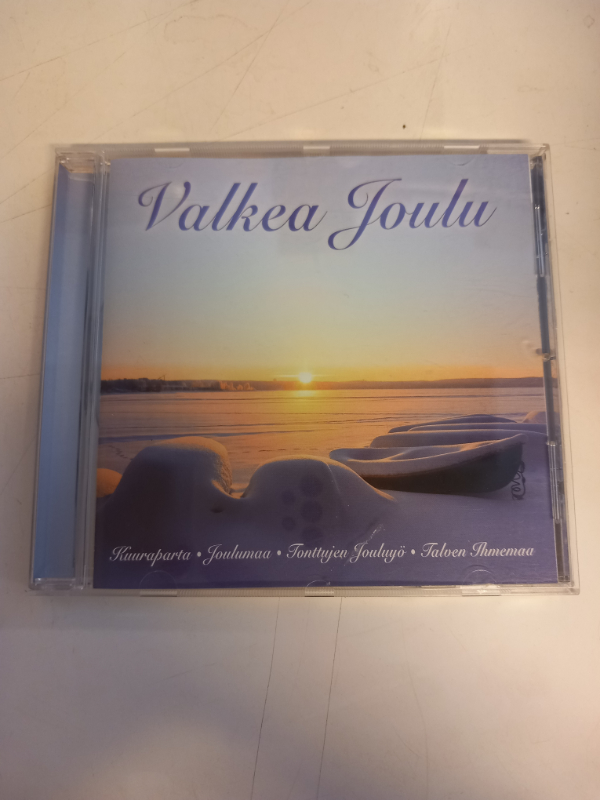 Valkea Joulu
Kuuraparta • Joulumaa • Tonttujen Jouluyö • Talven Ihmemaa